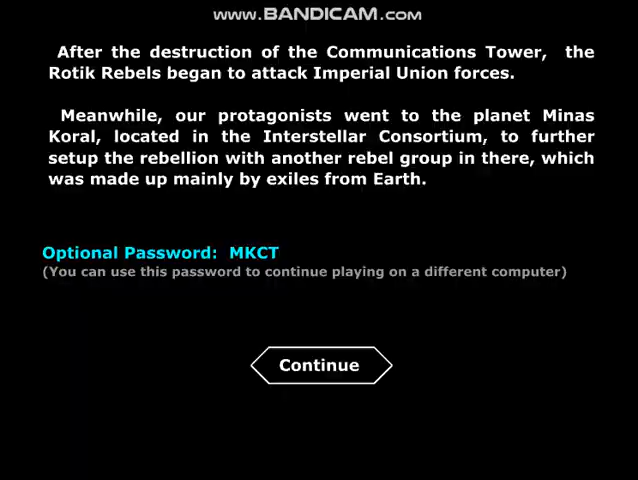 www.BANDICAM.com
After the destruction of the Communications Tower, the
Rotik Rebels began to attack Imperial Union forces.
Meanwhile, our protagonists went to the planet Minas
Koral, located in the Interstellar Consortium, to further
setup the rebellion with another rebel group in there, which
was made up mainly by exiles from Earth.
Optional Password: MKCT
(You can use this password to continue playing on a different computer)
Continue